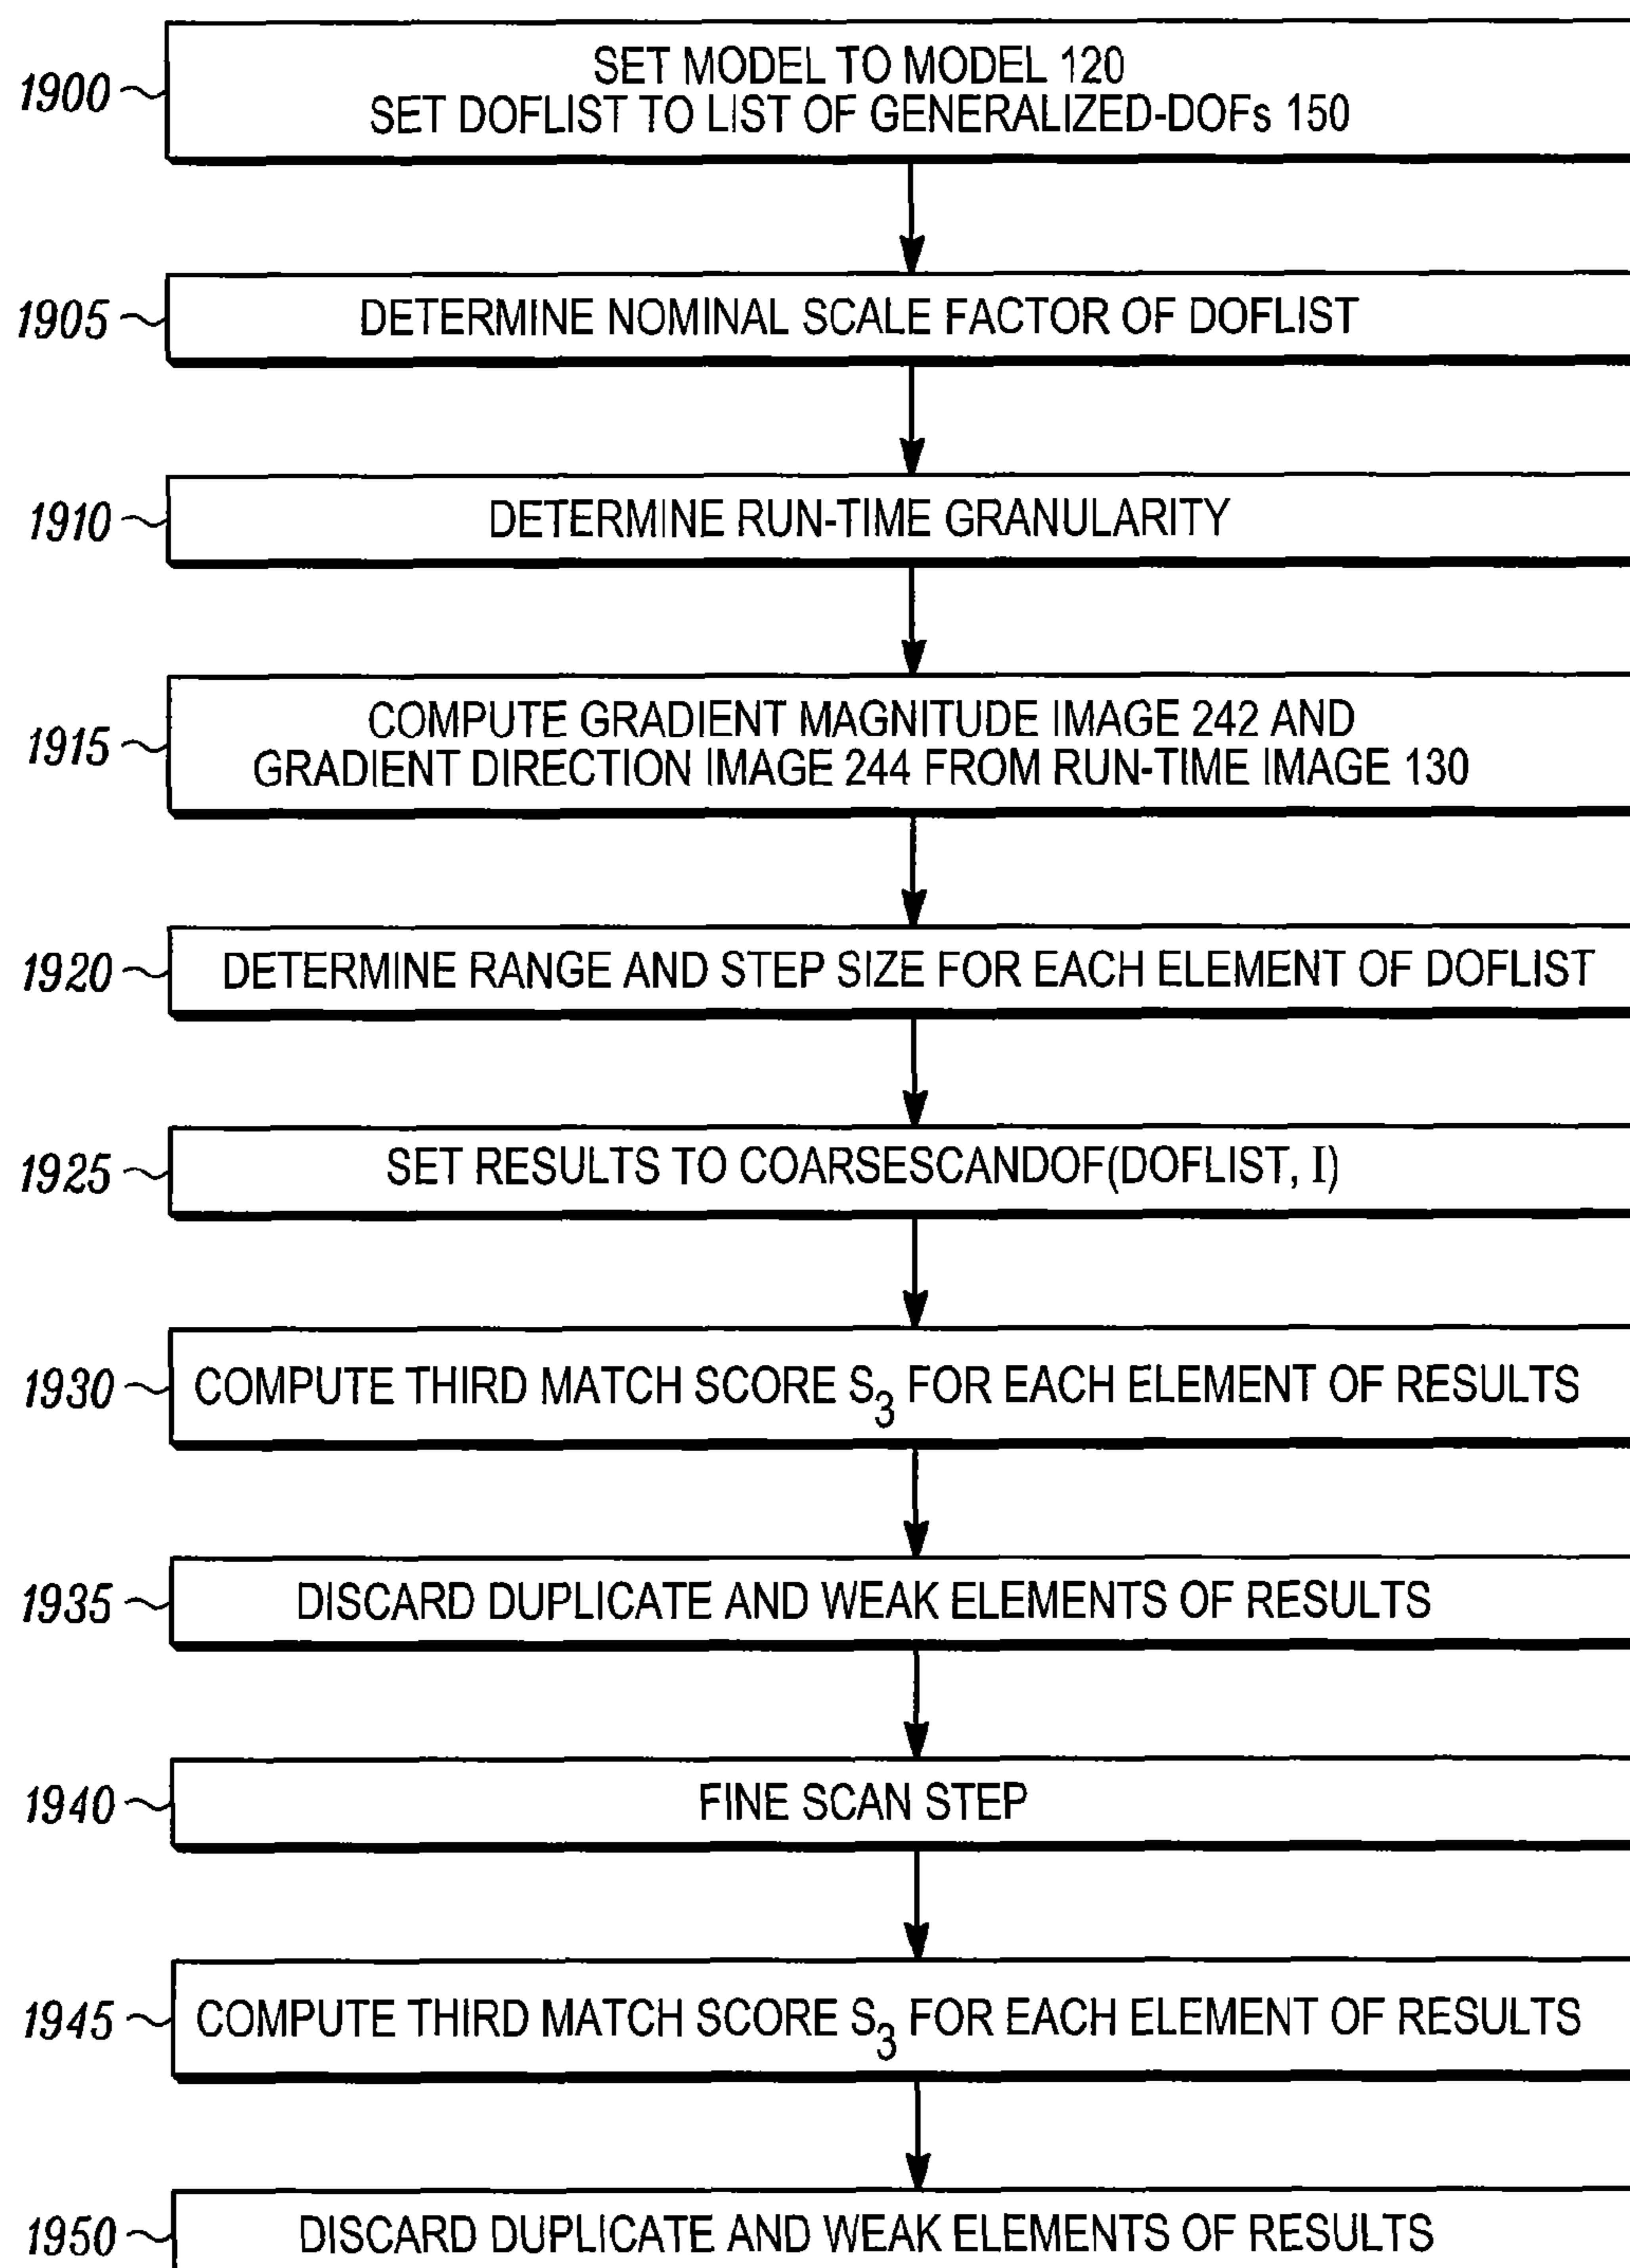 1900 SET MODEL TO MODEL 120
SET DOFLIST TO LIST OF GENERALIZED-DOFs 150
1905 DETERMINE NOMINAL SCALE FACTOR OF DOFLIST
1910 DETERMINE RUN-TIME GRANULARITY
1915 COMPUTE GRADIENT MAGNITUDE IMAGE 242 AND
GRADIENT DIRECTION IMAGE 244 FROM RUN-TIME IMAGE 130
1920 DETERMINE RANGE AND STEP SIZE FOR EACH ELEMENT OF DOFLIST
1925 SET RESULTS TO COARSESCANDOF(DOFLIST, I)
1930 COMPUTE THIRD MATCH SCORE S3 FOR EACH ELEMENT OF RESULTS
1935 DISCARD DUPLICATE AND WEAK ELEMENTS OF RESULTS
1940 FINE SCAN STEP
1945 COMPUTE THIRD MATCH SCORE S3 FOR EACH ELEMENT OF RESULTS
1950 DISCARD DUPLICATE AND WEAK ELEMENTS OF RESULTS